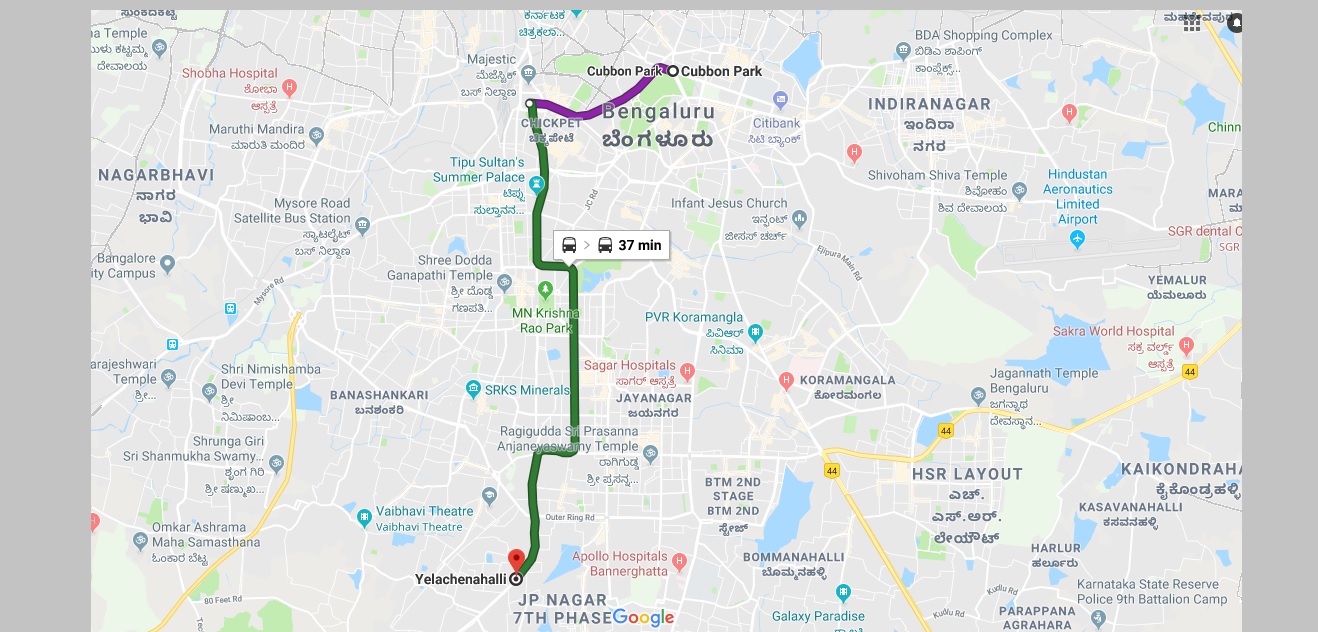 ಸುಂಕದಕಟ್ಟೆ
na Temple
ದೇವಾಲಯ
ಕರ್ನಾಟಕ
ಚಿತ್ರಕಲಾ...
Majestic
ಮೆಜೆಸ್ಟಿಕ್
ಬಸ್ ನಿಲ್ದಾಣ
Cubbon Park
Cubbon Park
BDA Shopping Complex
ಬಿಡಿಎ ಶಾಪಿಂಗ್
ಕಾಂಪ್ಲೆಕ್ಸ್...
Shobha Hospital
ಶೋಭಾ
ಆಸ್ಪತ್ರೆ
Bengaluru
ಬೆಂಗಳೂರು
CHICKPET
ಚಿಕ್ಕಪೇಟೆ
Citibank
ಸಿಟಿ ಬ್ಯಾಂಕ್
INDIRANAGAR
ಇಂದಿರಾ
ನಗರ
Maruthi Mandira
ಮಾರುತಿ ಮಂದಿರ
Chinn
NAGARBHAVI
ನಾಗರ
ಭಾವಿ
Tipu Sultan's
Summer Palace
ಟಿಪ್ಪು
ಸುಲ್ತಾನನ...
JC Rd
Shivoham Shiva Temple
ಶಿವೋಹಂ
ಶಿವ ದೇವಾಲಯ
Hindustan
Aeronautics
Limited
Airport
MARA
Mysore Road
Satellite Bus Station
ಸ್ಯಾಟಲೈಟ್
ಬಸ್ ನಿಲ್ದಾಣ
Infant Jesus Church
ಇನ್ಫಂಟ್
ಜೀಸಸ್ ಚರ್ಚ್
SGR dental C
SGR
37 min
Ejipura Main Rd
Bangalore
ity Campus
Mysore Rd
Shree Dodda
Ganapathi Temple
ಶ್ರೀ ದೊಡ್ಡ
ಗಣಪತಿ...
MN Krishna
Rao Park
YEMALUR
ಯೆಮಲೂರು
PVR Koramangla
ಪಿವಿಆರ್
ಸಿನಿಮಾ
Sakra World Hospital
ಸಕ್ರ ವರ್ಲ್ಡ್
ಆಸ್ಪತ್ರೆ
44
arajeshwari
Temple
ಶ್ರೀ...
Shri Nimishamba
Devi Temple
ಶ್ರೀ
ನಿಮಿಷಾಂಬ...
BANASHANKARI
ಬನಶಂಕರಿ
SRKS Minerals
Sagar Hospitals
ಸಾಗರ್ ಆಸ್ಪತ್ರೆ
JAYANAGAR
ಜಯನಗರ
KORAMANGALA
ಕೋರಮಂಗಲ
Jagannath Temple
Bengaluru
ಜಗನ್ನಾಥ
ದೇವಸ್ಥಾನ...
44
Shrunga Giri
Sri Shanmukha Swamy...
ಶೃಂಗ ಗಿರಿ
ಶ್ರೀ ಷಣ್ಮುಖ...
Ragigudda Sri Prasanna
Anjaneyaswamy Temple
ರಾಗಿಗುಡ್ಡ
ಶ್ರೀ ಪ್ರಸನ್ನ...
44
HSR LAYOUT
ಎಚ್.
ಎಸ್.ಆರ್.
ಲೇಯೌಟ್
KAIKONDRAHA
ಕೈಕೊಂಡ್ರಹಳ್ಳಿ
BTM 2ND
STAGE
BTM 2ND
ಸ್ಟೇಜ್
KASAVANAHALLI
ಕಸವನಹಳ್ಳಿ
Vaibhavi Theatre
Vaibhavi Theatre
Outer Ring Rd
Omkar Ashrama
Maha Samasthana
ಓಂಕಾರ ಬೆಟ್ಟ
Apollo Hospitals
Bannerghatta
BOMMANAHALLI
ಬೊಮ್ಮನಹಳ್ಳಿ
HARLUR
ಹರ್ಲೂರು
Yelachenahalli
JP NAGAR
7TH PHASE
Google
80 Feet Rd
Galaxy Paradise
Kudlu Rd
Kudlu Rd
Karnataka State Reserve
Police 9th Battalion Camp
PARAPPANA
AGRAHARA